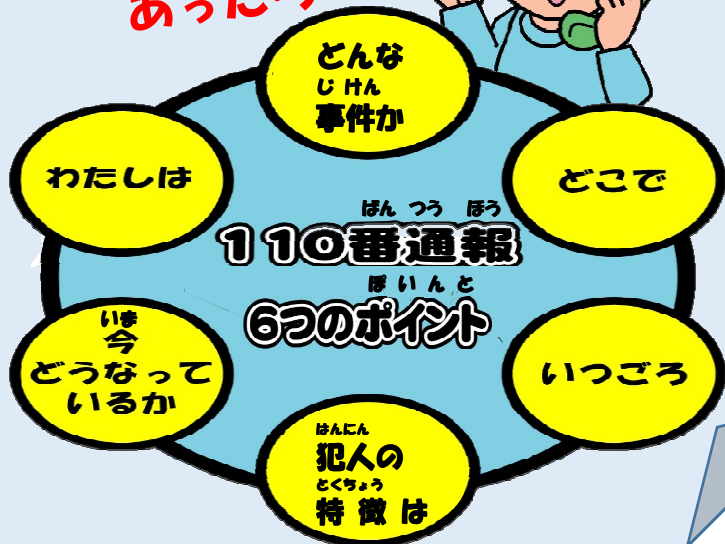 どんな
じけん
事件か
どこで
いつごろ
はんにん
犯人の
とくちょう
特徴は
いま
今
どうなって
いるか
わたしは
ばんつうほう
110番通報
ぽいんと
6つのポイント